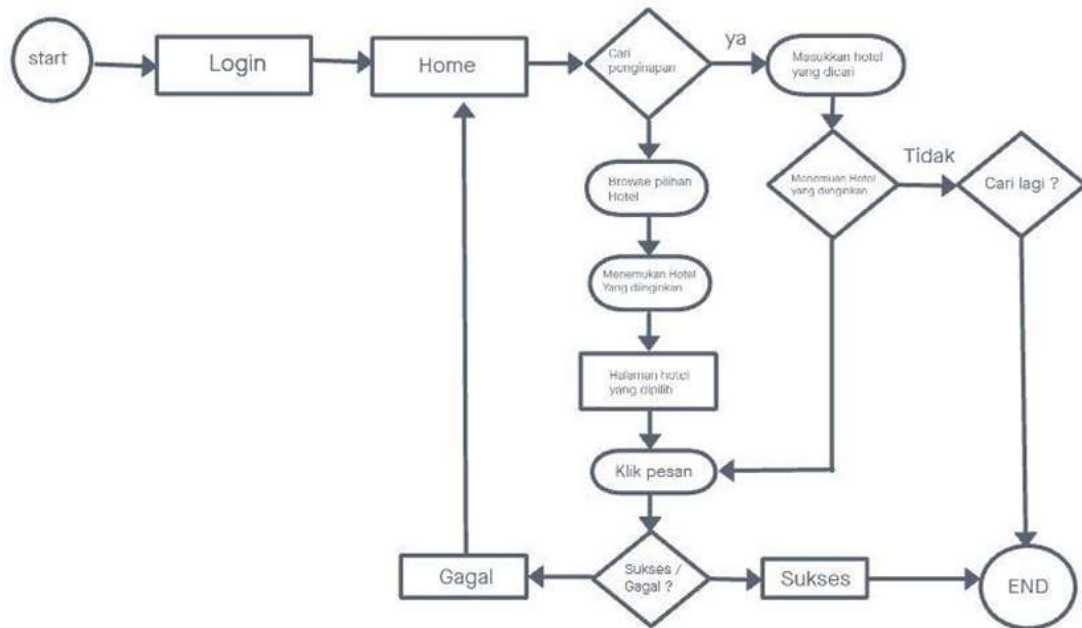 start
Login
Home
Cari
penginapan
ya
Masukkan hotel
yang dicari
Browse pilihan
Hotel
Menemuan Hotel
yang diinginkan
Tidak
Cari lagi ?
Menemukan Hotel
Yang diinginkan
Halaman hotel
yang dipilih
Klik pesan
Gagal
Sukses /
Gagal ?
Sukses
END